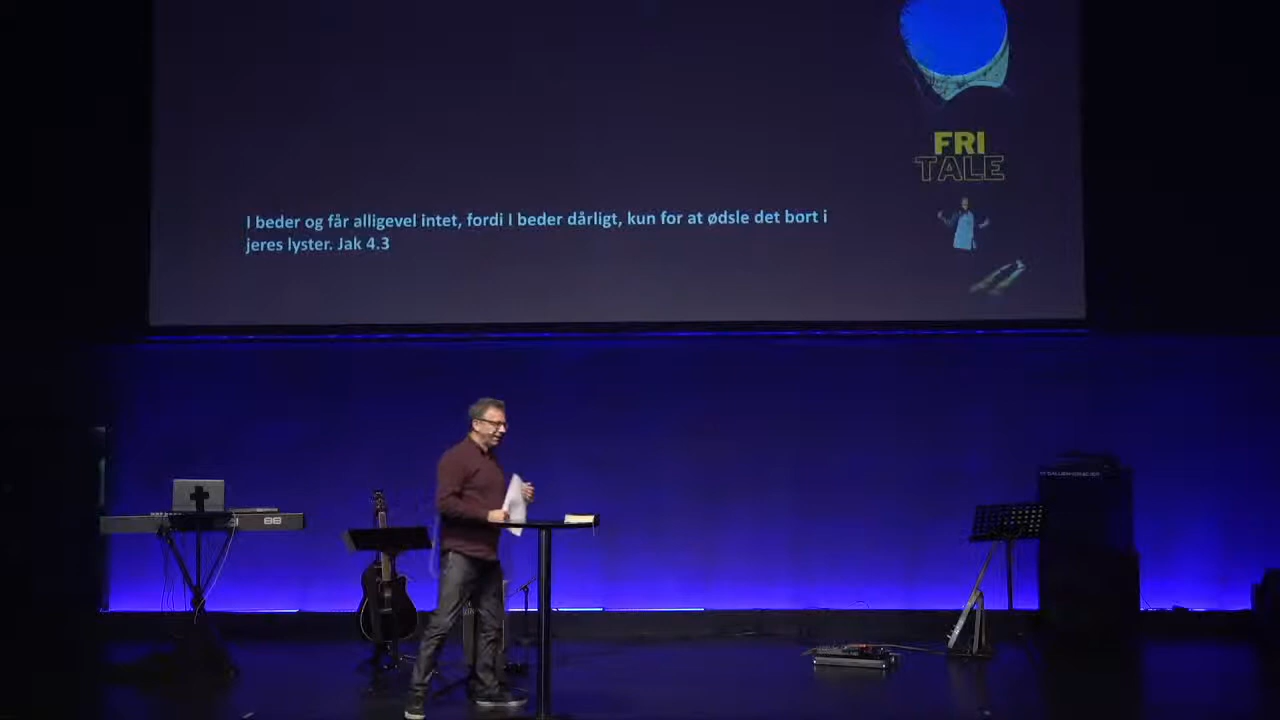 FRI
TALE
I beder og får alligevel intet, fordi I beder dårligt, kun for at ødsle det bort i
jeres lyster. Jak 4.3